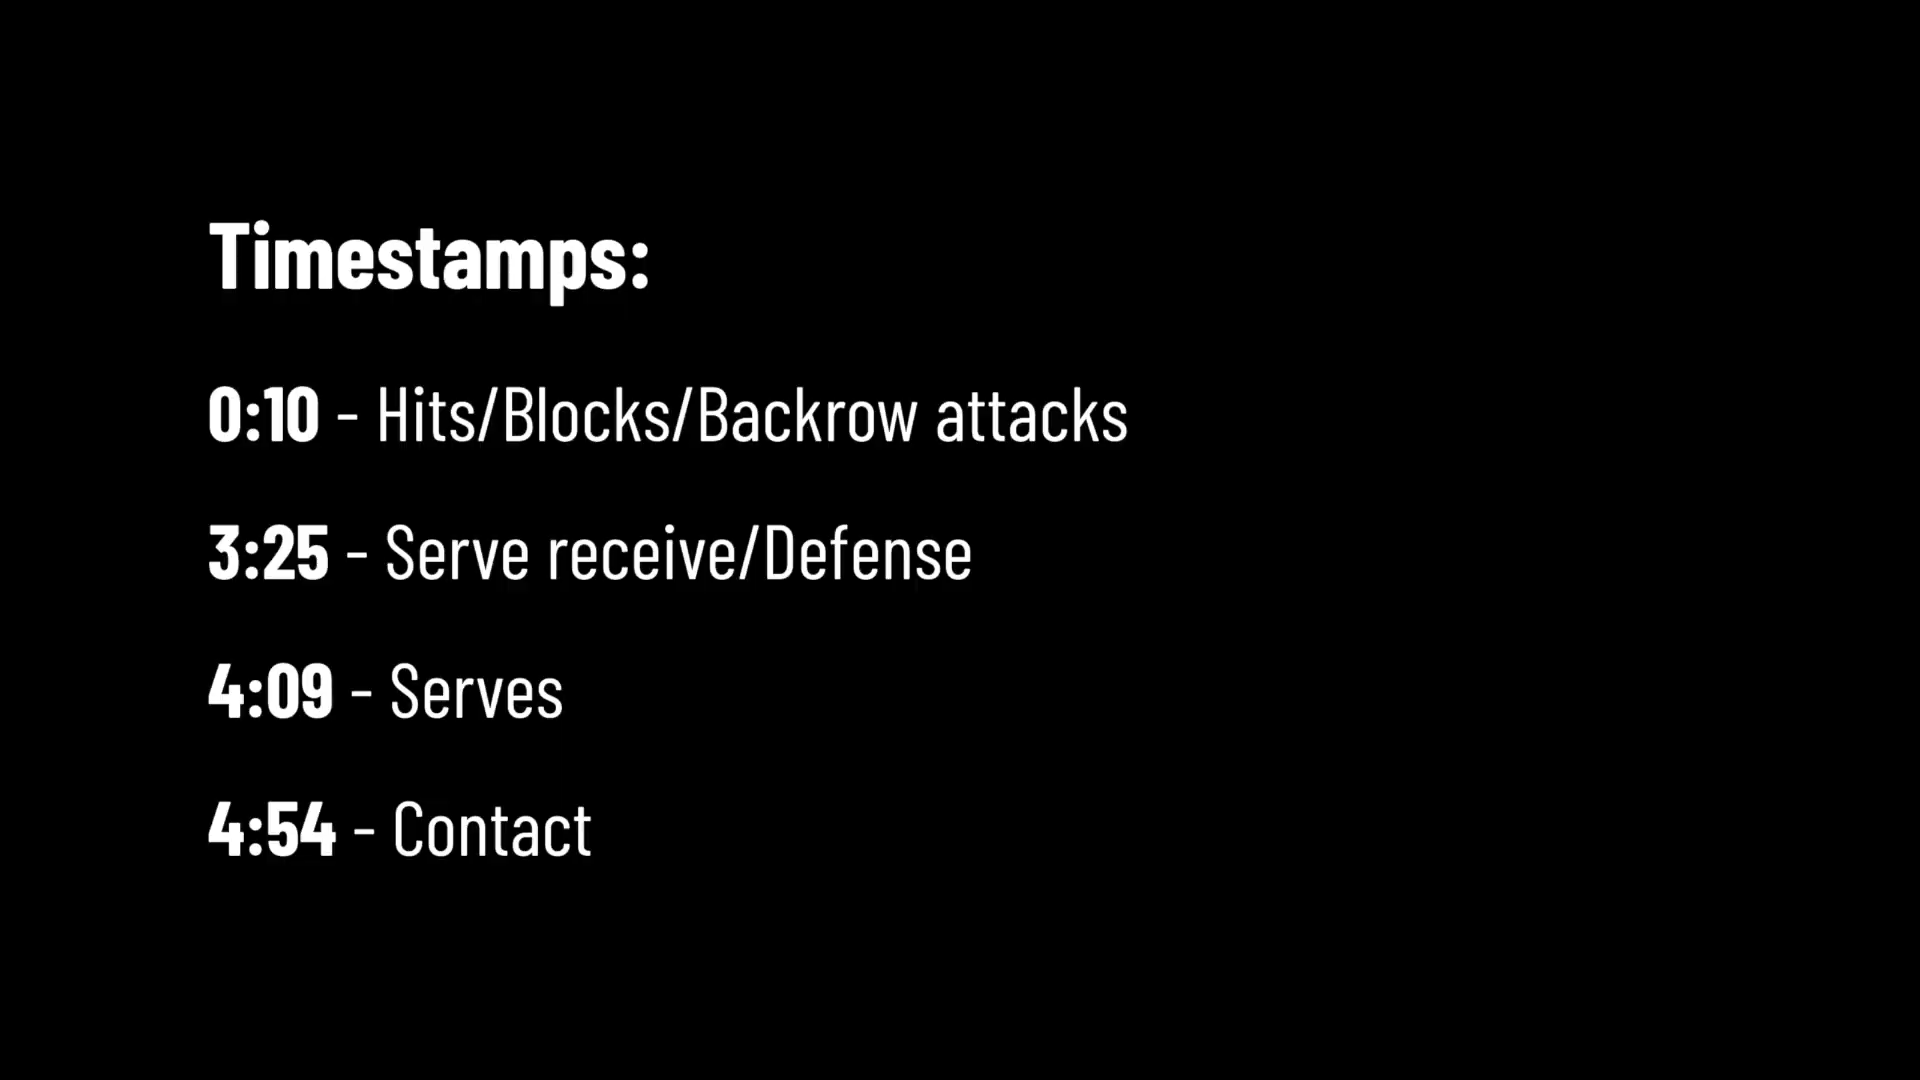 Timestamps:
0:10 - Hits/Blocks/Backrow attacks
3:25 - Serve receive/Defense
4:09 - Serves
4:54 - Contact